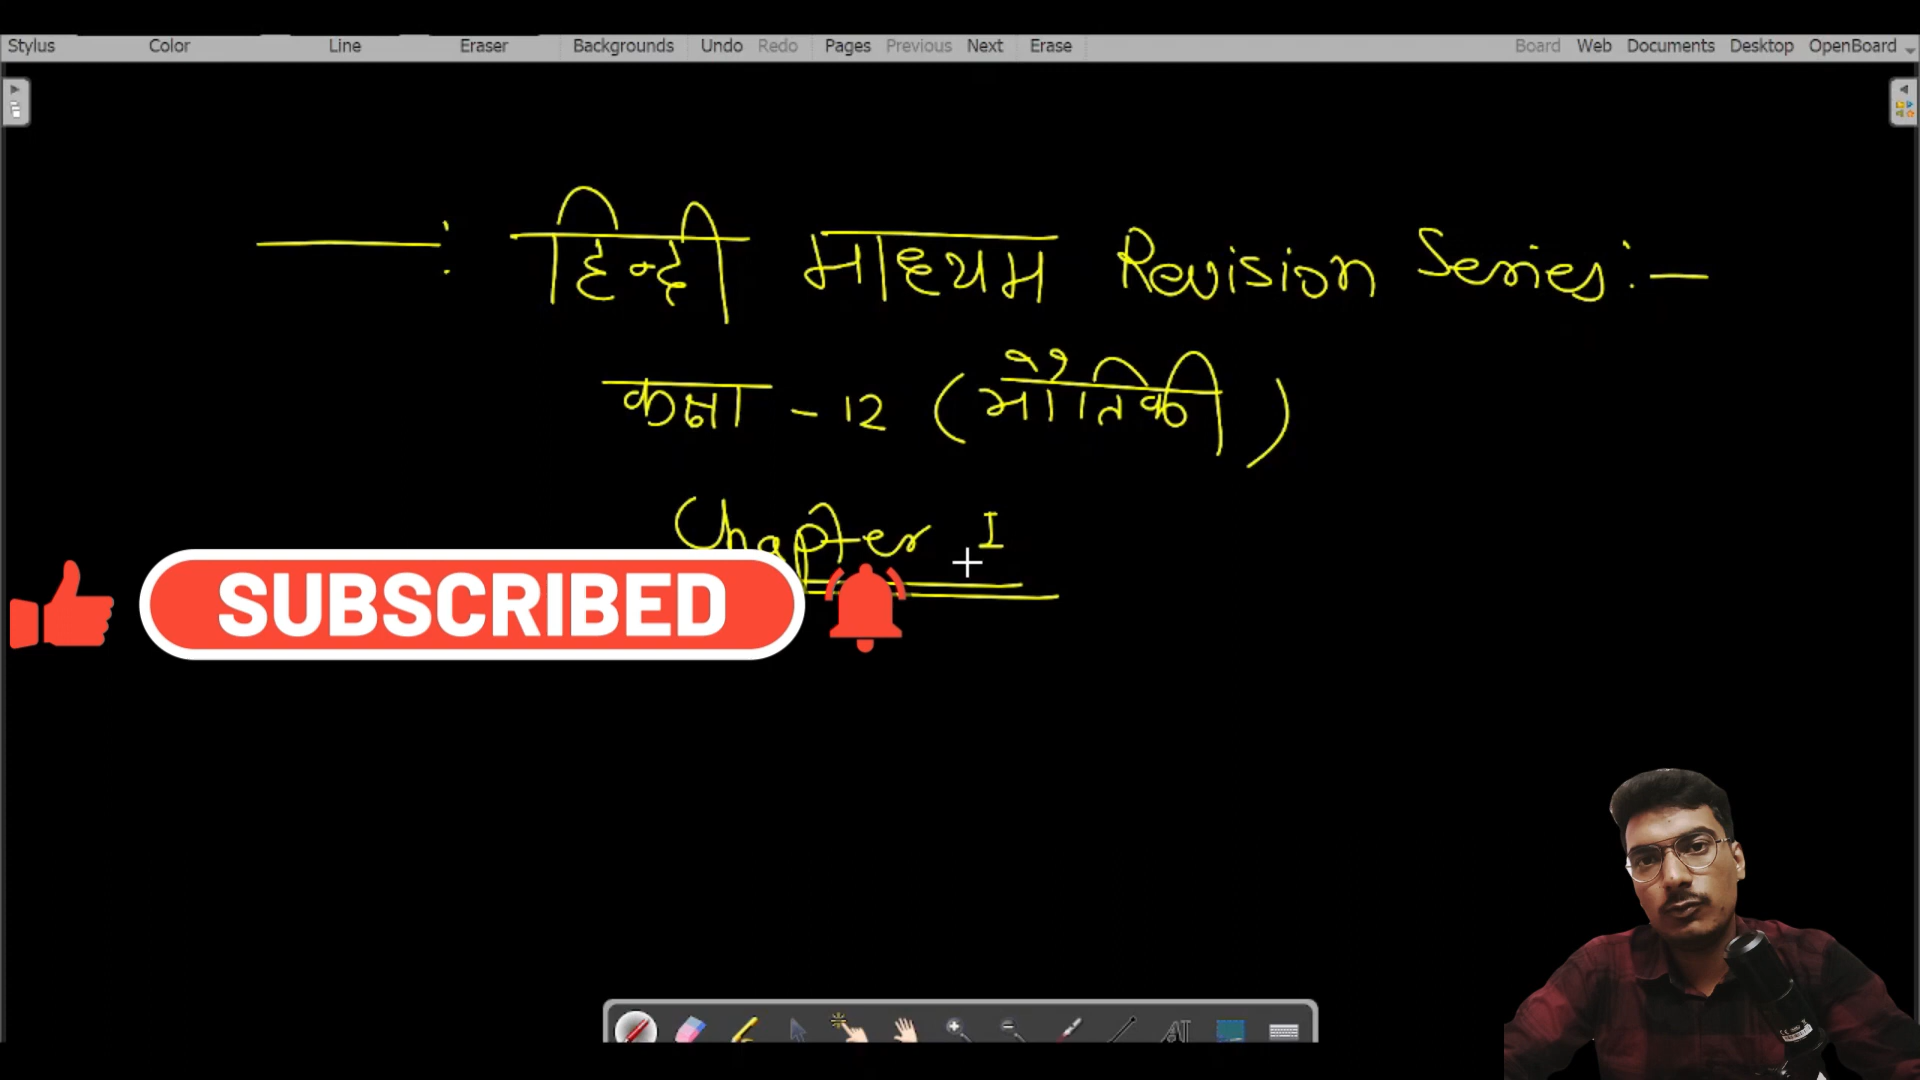 Stylus Color Line Eraser Backgrounds Undo Redo Pages Previous Next Erase Board Web Documents Desktop OpenBoard
—: हिन्दी माध्यम Revision Series:—
कक्षा - 12 (भौतिकी)
Chapter I
SUBSCRIBED